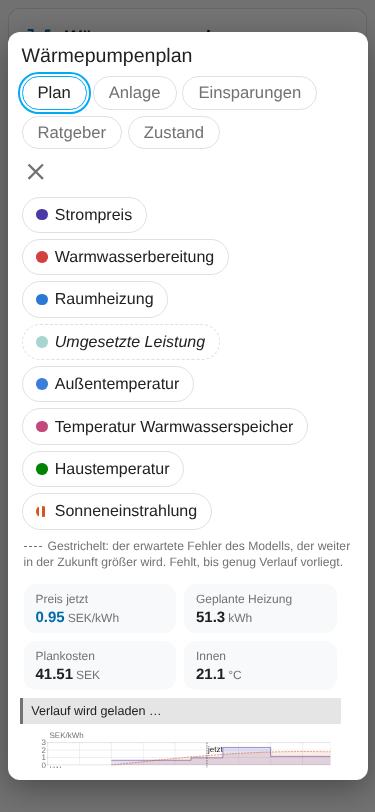 Wärmepumpenplan
Plan
Anlage
Einsparungen
Ratgeber
Zustand
Strompreis
Warmwasserbereitung
Raumheizung
Umgesetzte Leistung
Außentemperatur
Temperatur Warmwasserspeicher
Haustemperatur
Sonneneinstrahlung
Gestrichelt: der erwartete Fehler des Modells, der weiter
in der Zukunft größer wird. Fehlt, bis genug Verlauf vorliegt.
Preis jetzt
0.95 SEK/kWh
Geplante Heizung
51.3 kWh
Plankosten
41.51 SEK
Innen
21.1 °C
Verlauf wird geladen …
SEK/kWh
3
2
1
0
jetzt